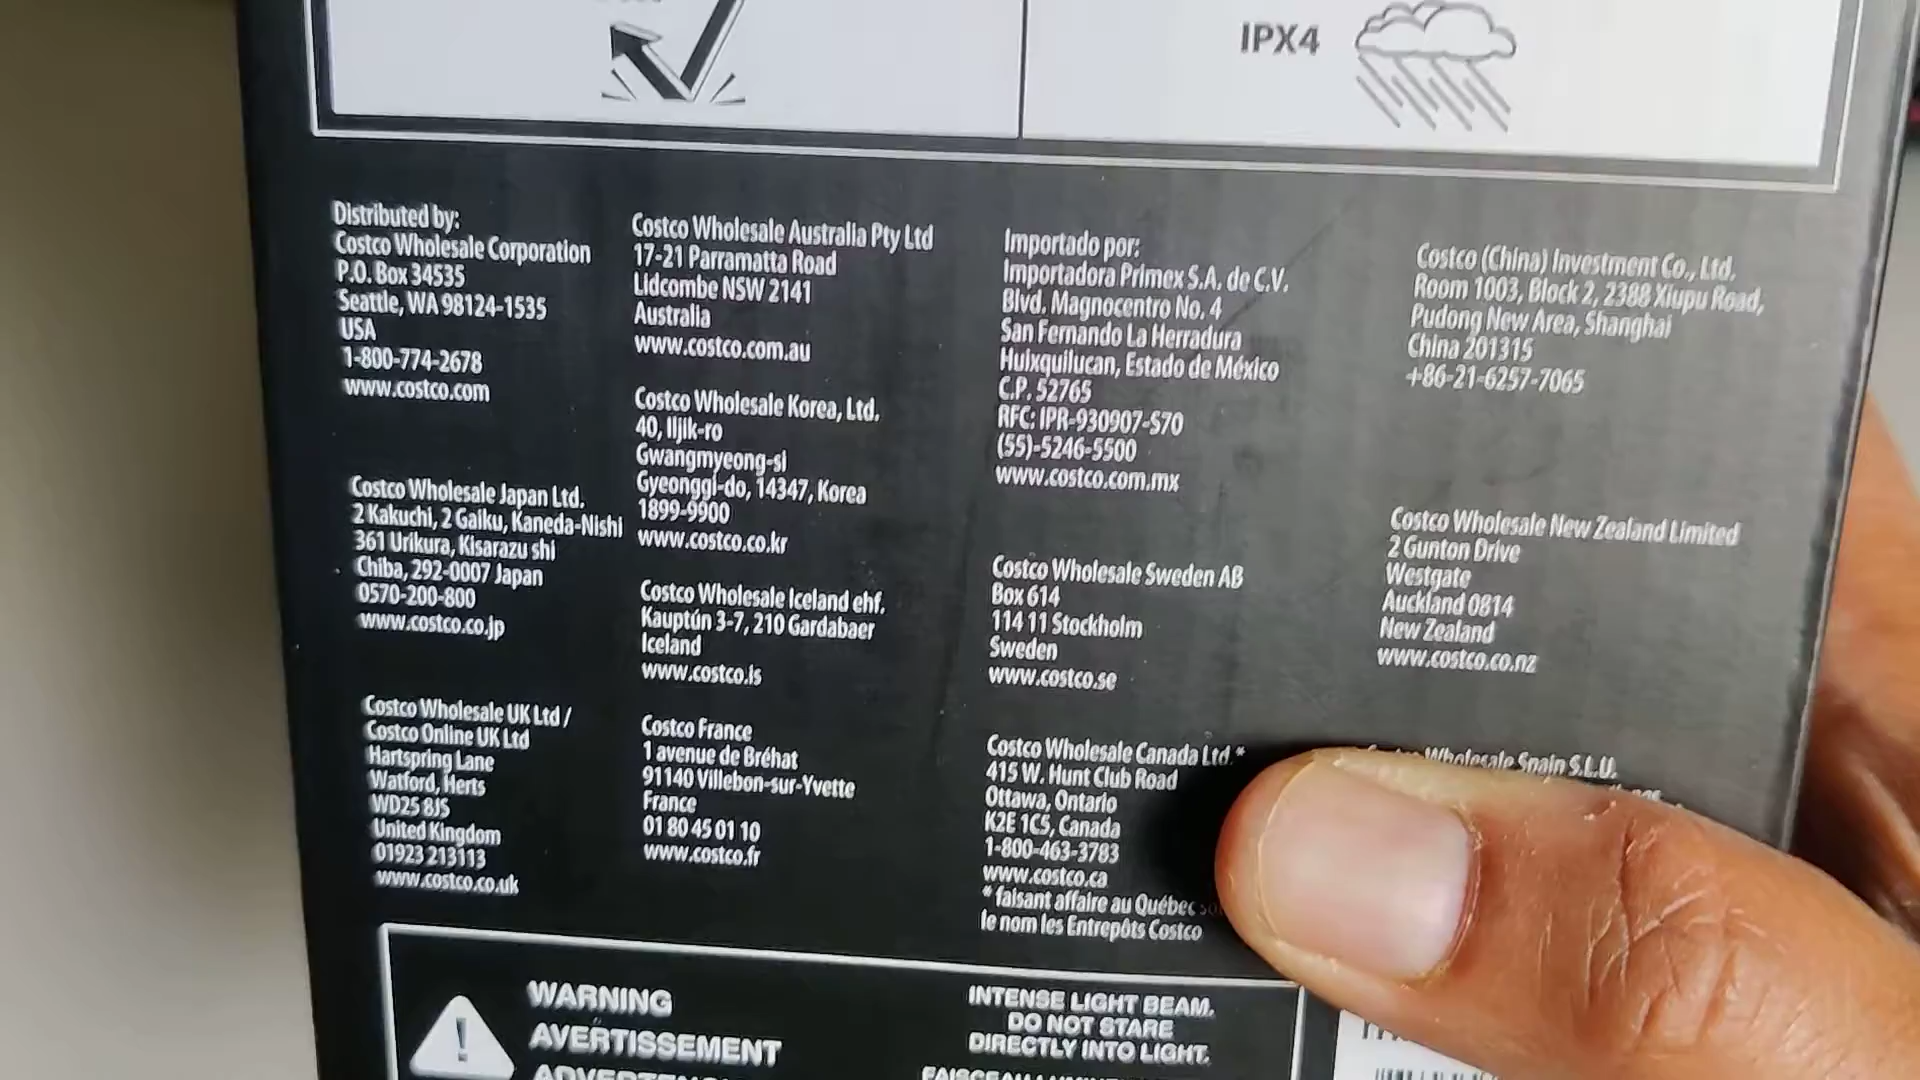 IPX4
Distributed by:
Costco Wholesale Corporation
P.O. Box 34535
Seattle, WA 98124-1535
USA
1-800-774-2678
www.costco.com
Costco Wholesale Japan Ltd.
2 Kakuchi, 2 Gaiku, Kaneda-Nishi
361 Urikura, Kisarazu shi
Chiba, 292-0007 Japan
0570-200-800
www.costco.co.jp
Costco Wholesale UK Ltd /
Costco Online UK Ltd
Hartspring Lane
Watford, Herts
WD25 8JS
United Kingdom
01923 213113
www.costco.co.uk
Costco Wholesale Australia Pty Ltd
17-21 Parramatta Road
Lidcombe NSW 2141
Australia
www.costco.com.au
Costco Wholesale Korea, Ltd.
40, Iljik-ro
Gwangmyeong-si
Gyeonggi-do, 14347, Korea
1899-9900
www.costco.co.kr
Costco Wholesale Iceland ehf.
Kauptún 3-7, 210 Gardabaer
Iceland
www.costco.is
Costco France
1 avenue de Bréhat
91140 Villebon-sur-Yvette
France
01 80 45 01 10
www.costco.fr
Importado por:
Importadora Primex S.A. de C.V.
Blvd. Magnocentro No. 4
San Fernando La Herradura
Huixquilucan, Estado de México
C.P. 52765
RFC: IPR-930907-S70
(55)-5246-5500
www.costco.com.mx
Costco Wholesale Sweden AB
Box 614
114 11 Stockholm
Sweden
www.costco.se
Costco Wholesale Canada Ltd.*
415 W. Hunt Club Road
Ottawa, Ontario
K2E 1C5, Canada
1-800-463-3783
www.costco.ca
* faisant affaire au Québec
le nom les Entrepôts Costco
Costco (China) Investment Co., Ltd.
Room 1003, Block 2, 2388 Xiupu Road,
Pudong New Area, Shanghai
China 201315
+86-21-6257-7065
Costco Wholesale New Zealand Limited
2 Gunton Drive
Westgate
Auckland 0814
New Zealand
www.costco.co.nz
Wholesale Spain S.L.U.
WARNING
AVERTISSEMENT
INTENSE LIGHT BEAM.
DO NOT STARE
DIRECTLY INTO LIGHT.